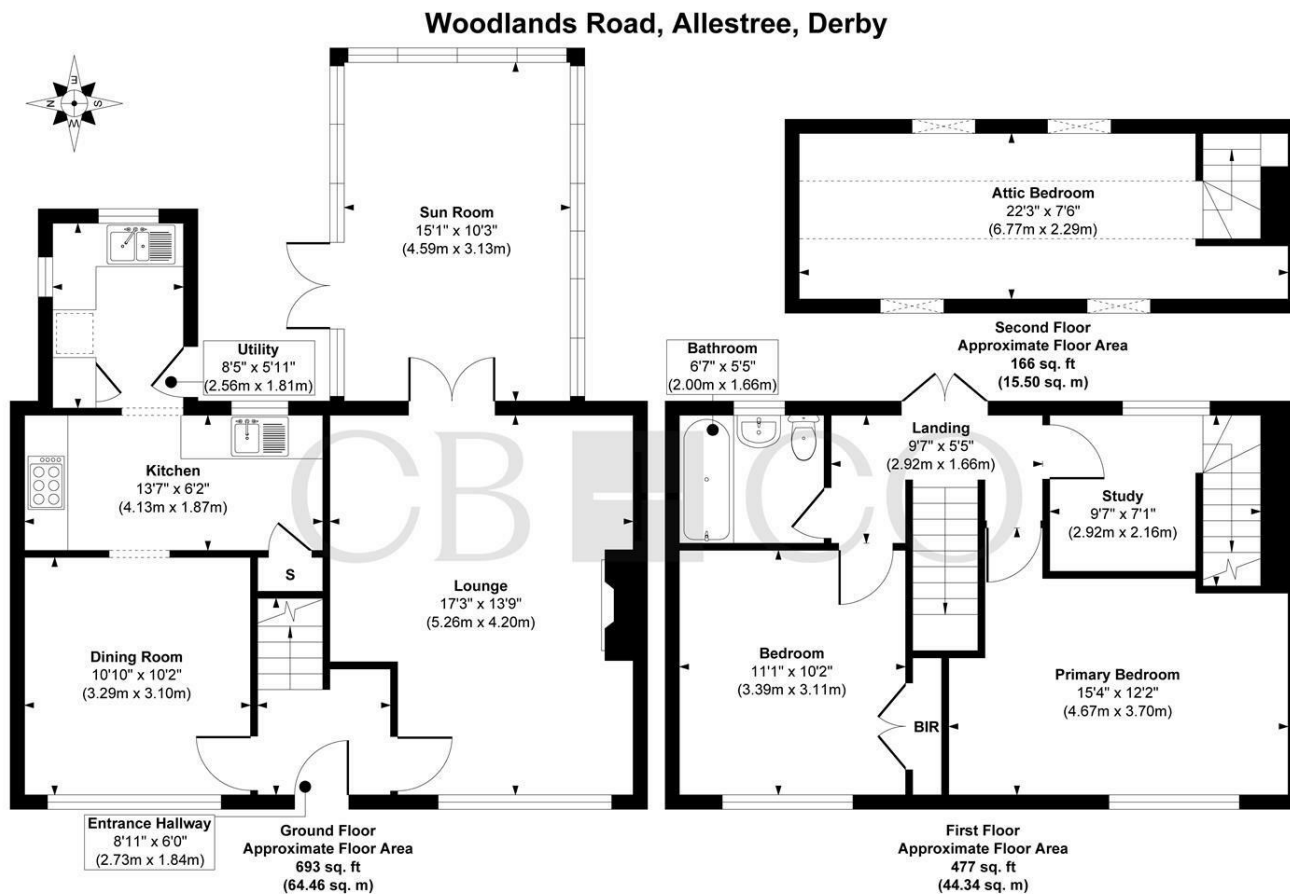 Woodlands Road, Allestree, Derby
E
N
S
W
Sun Room
15'1" x 10'3"
(4.59m x 3.13m)
Utility
8'5" x 5'11"
(2.56m x 1.81m)
Kitchen
13'7" x 6'2"
(4.13m x 1.87m)
S
Lounge
17'3" x 13'9"
(5.26m x 4.20m)
Dining Room
10'10" x 10'2"
(3.29m x 3.10m)
Entrance Hallway
8'11" x 6'0"
(2.73m x 1.84m)
Ground Floor
Approximate Floor Area
693 sq. ft
(64.46 sq. m)
Attic Bedroom
22'3" x 7'6"
(6.77m x 2.29m)
Second Floor
Approximate Floor Area
166 sq. ft
(15.50 sq. m)
Bathroom
6'7" x 5'5"
(2.00m x 1.66m)
Landing
9'7" x 5'5"
(2.92m x 1.66m)
Study
9'7" x 7'1"
(2.92m x 2.16m)
Bedroom
11'1" x 10'2"
(3.39m x 3.11m)
BIR
Primary Bedroom
15'4" x 12'2"
(4.67m x 3.70m)
First Floor
Approximate Floor Area
477 sq. ft
(44.34 sq. m)
CBHCO